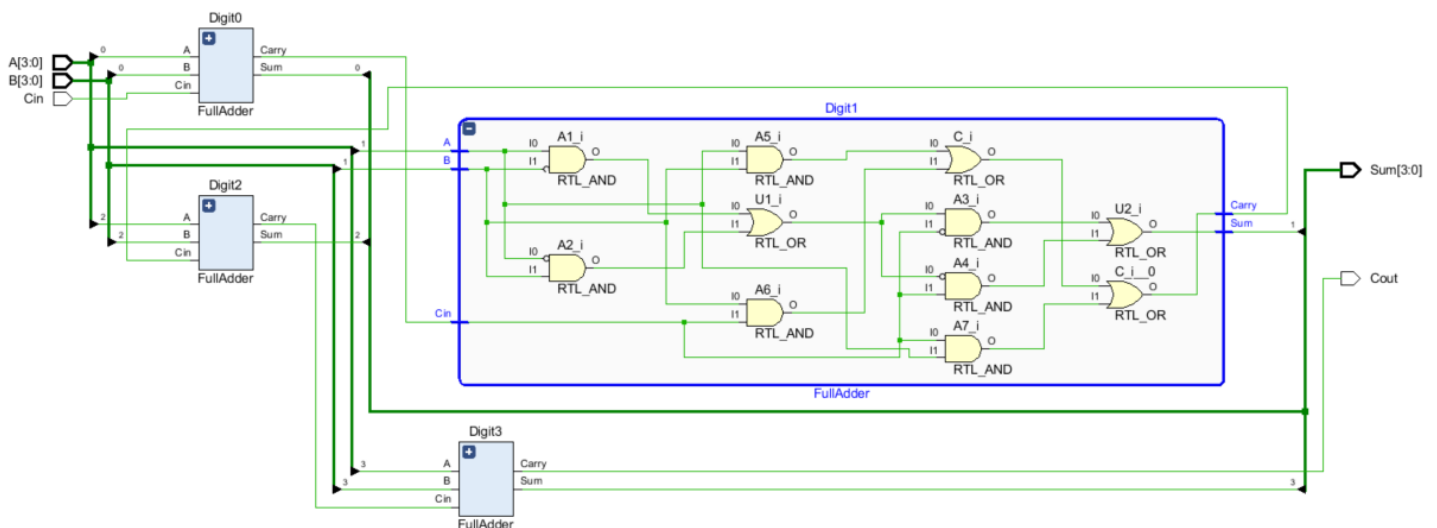 Digit0
A[3:0]
B[3:0]
Cin
0
0
A
B
Cin
Carry
Sum
0
FullAdder
Digit2
2
2
A
B
Cin
Carry
Sum
2
FullAdder
Digit1
1
1
A
B
Cin
A1_i
I0
I1
O
RTL_AND
A2_i
I0
I1
O
RTL_AND
A5_i
I0
I1
O
RTL_AND
U1_i
I0
I1
O
RTL_OR
A6_i
I0
I1
O
RTL_AND
C_i
I0
I1
O
RTL_OR
A3_i
I0
I1
O
RTL_AND
A4_i
I0
I1
O
RTL_AND
A7_i
I0
I1
O
RTL_AND
U2_i
I0
I1
O
RTL_OR
C_i__0
I0
I1
O
RTL_OR
Carry
Sum
1
FullAdder
Digit3
3
3
A
B
Cin
Carry
Sum
3
FullAdder
Sum[3:0]
Cout